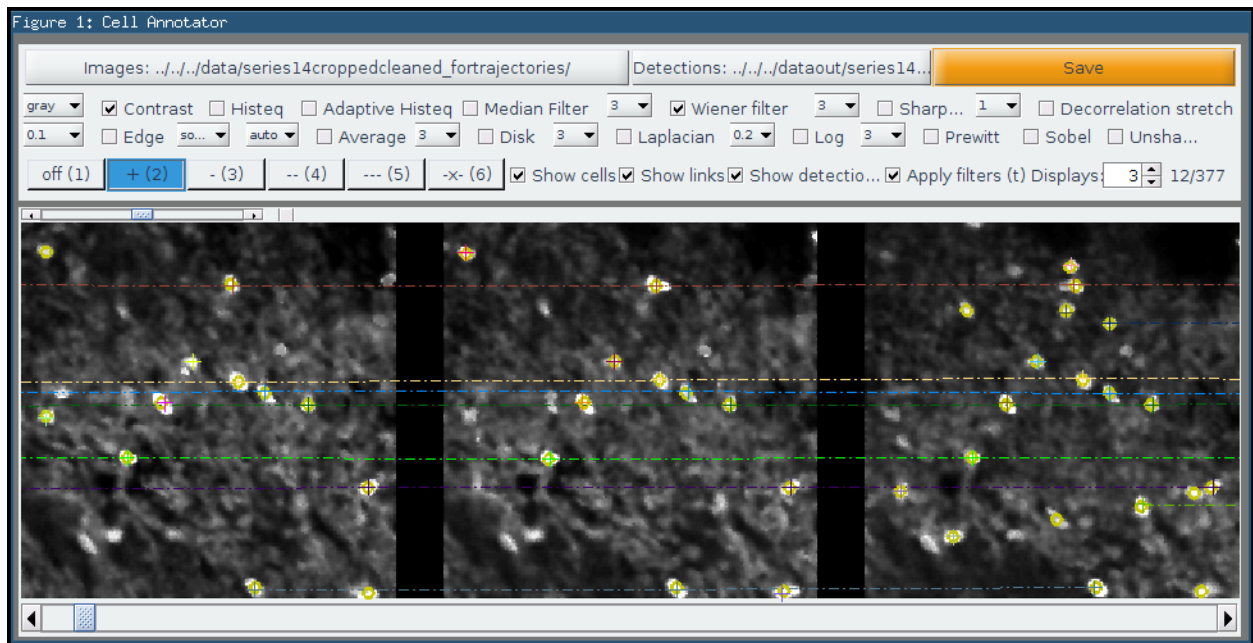 Figure 1: Cell Annotator
Images: ../../../data/series14croppedcleaned_fortrajectories/ Detections: ../../../dataout/series14... Save
gray Contrast Histeq Adaptive Histeq Median Filter 3 Wiener filter 3 Sharp... 1 Decorrelation stretch
0.1 Edge so... auto Average 3 Disk 3 Laplacian 0.2 Log 3 Prewitt Sobel Unsha...
off (1) + (2) - (3) -- (4) --- (5) -x- (6) Show cells Show links Show detectio... Apply filters (t) Displays: 3 12/377